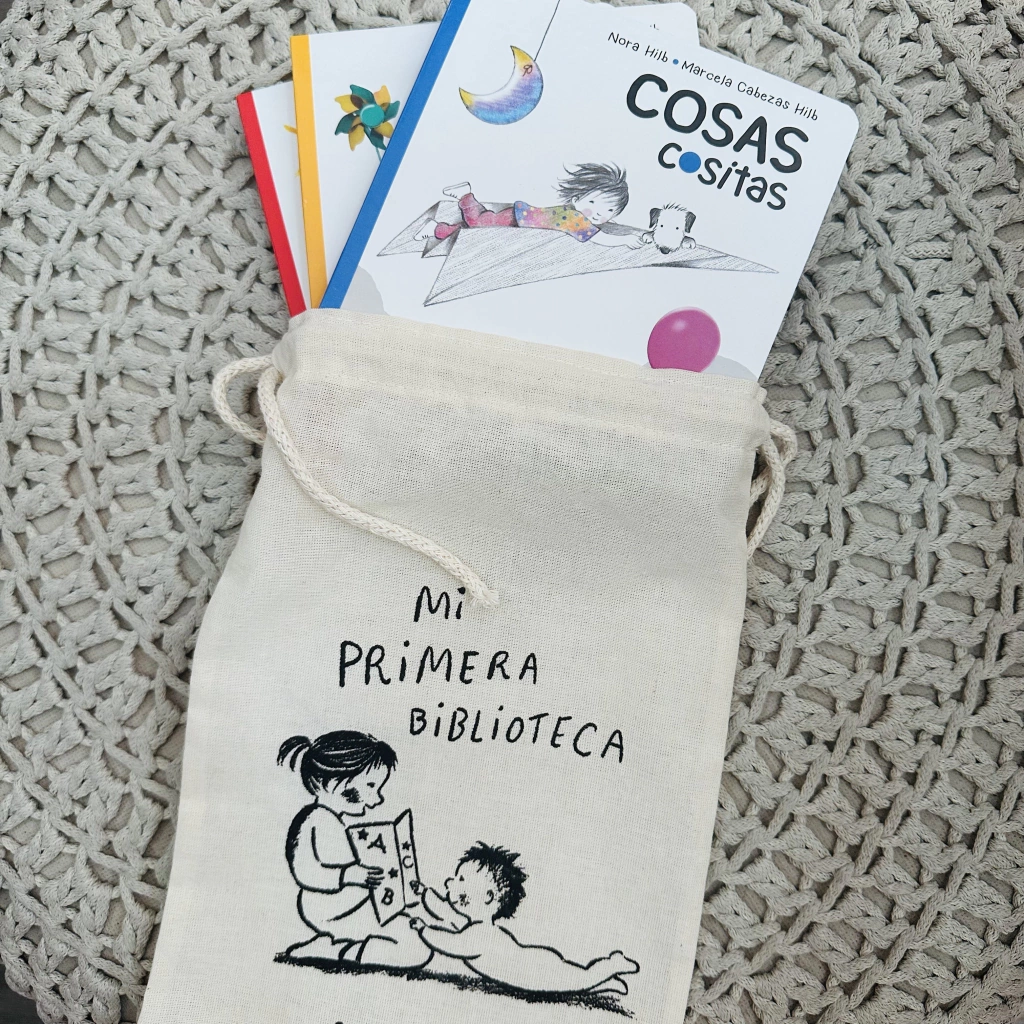 Nora Hilb • Marcela Cabezas Hilb
COSAS
cositas
Mi
PRiMERA
BiBLiOTECA
A
C
B